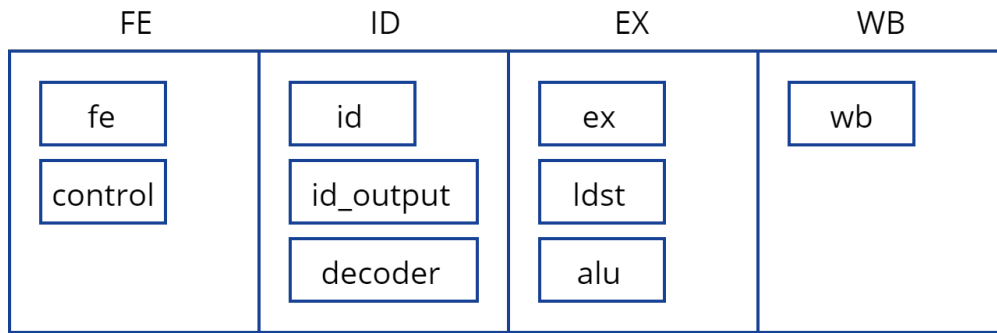 FE ID EX WB
fe id ex wb
control id_output ldst
decoder alu